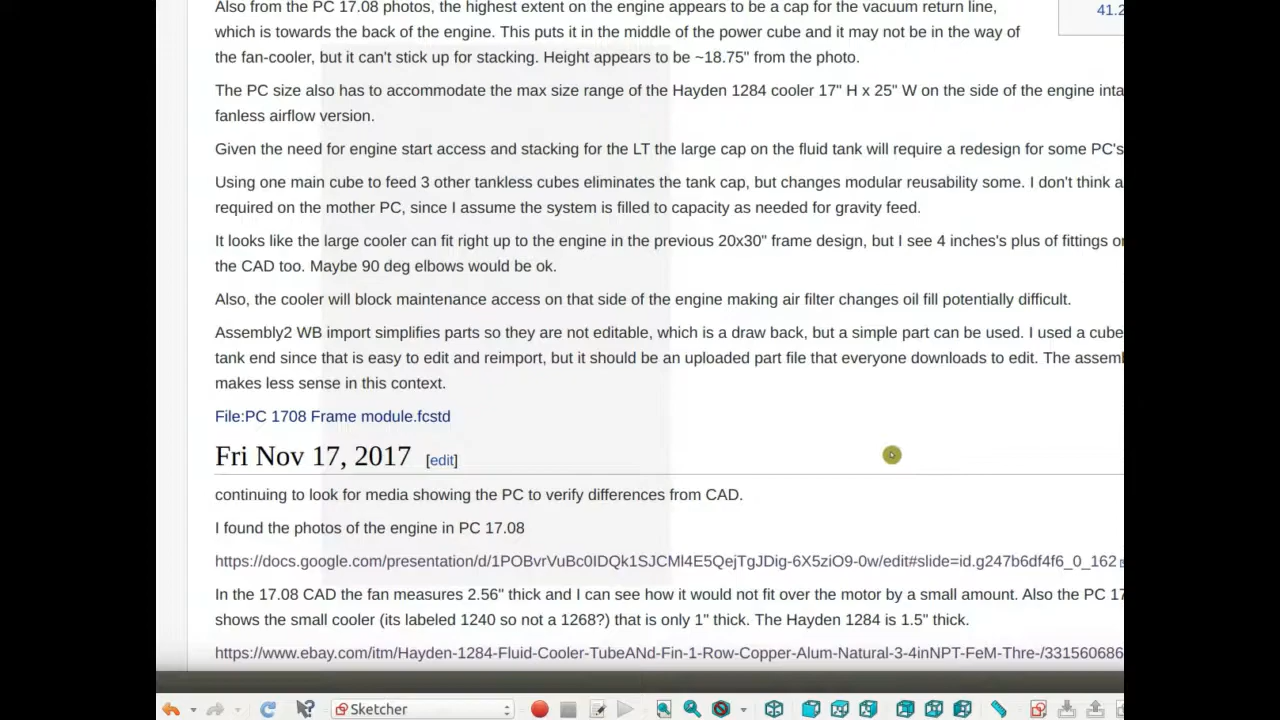 Also from the PC 17.08 photos, the highest extent on the engine appears to be a cap for the vacuum return line,
41.2
which is towards the back of the engine. This puts it in the middle of the power cube and it may not be in the way of
the fan-cooler, but it can't stick up for stacking. Height appears to be ~18.75" from the photo.
The PC size also has to accommodate the max size range of the Hayden 1284 cooler 17" H x 25" W on the side of the engine inta
fanless airflow version.
Given the need for engine start access and stacking for the LT the large cap on the fluid tank will require a redesign for some PC's
Using one main cube to feed 3 other tankless cubes eliminates the tank cap, but changes modular reusability some. I don't think a
required on the mother PC, since I assume the system is filled to capacity as needed for gravity feed.
It looks like the large cooler can fit right up to the engine in the previous 20x30" frame design, but I see 4 inches's plus of fittings o
the CAD too. Maybe 90 deg elbows would be ok.
Also, the cooler will block maintenance access on that side of the engine making air filter changes oil fill potentially difficult.
Assembly2 WB import simplifies parts so they are not editable, which is a draw back, but a simple part can be used. I used a cube
tank end since that is easy to edit and reimport, but it should be an uploaded part file that everyone downloads to edit. The assem
makes less sense in this context.
File:PC 1708 Frame module.fcstd
Fri Nov 17, 2017 [edit]
continuing to look for media showing the PC to verify differences from CAD.
I found the photos of the engine in PC 17.08
https://docs.google.com/presentation/d/1POBvrVuBc0IDQk1SJCMl4E5QejTgJDig-6X5ziO9-0w/edit#slide=id.g247b6df4f6_0_162
In the 17.08 CAD the fan measures 2.56" thick and I can see how it would not fit over the motor by a small amount. Also the PC 17
shows the small cooler (its labeled 1240 so not a 1268?) that is only 1" thick. The Hayden 1284 is 1.5" thick.
https://www.ebay.com/itm/Hayden-1284-Fluid-Cooler-TubeANd-Fin-1-Row-Copper-Alum-Natural-3-4inNPT-FeM-Thre-/331560686
Sketcher